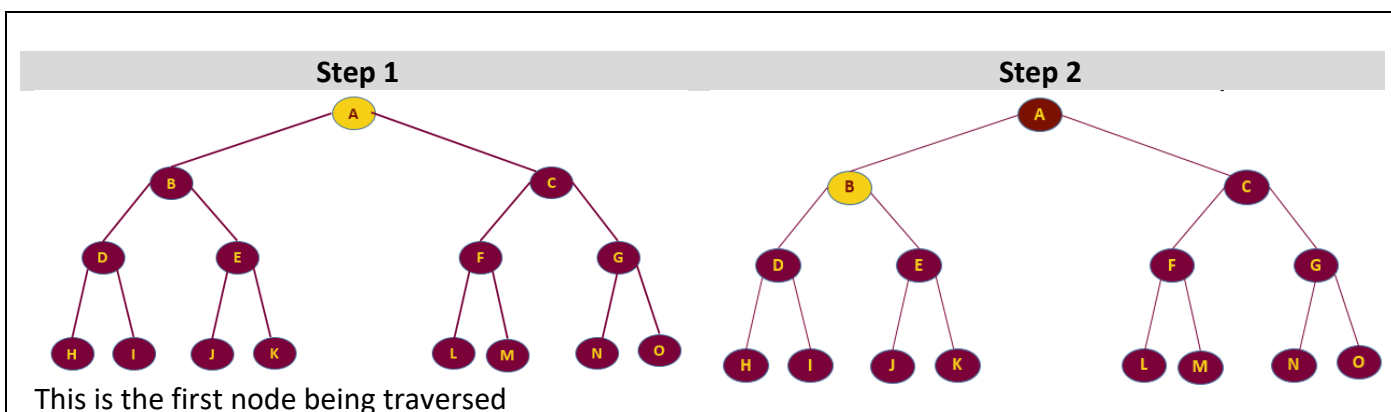 Step 1
Step 2
A
B
C
D
E
F
G
H
I
J
K
L
M
N
O
A
B
C
D
E
F
G
H
I
J
K
L
M
N
O
This is the first node being traversed